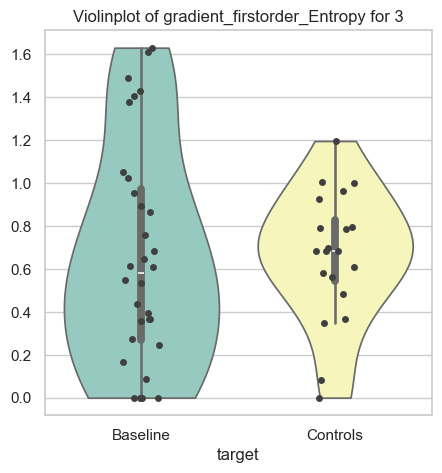 Violinplot of gradient_firstorder_Entropy for 3
1.6
1.4
1.2
1.0
0.8
0.6
0.4
0.2
0.0
Baseline
Controls
target